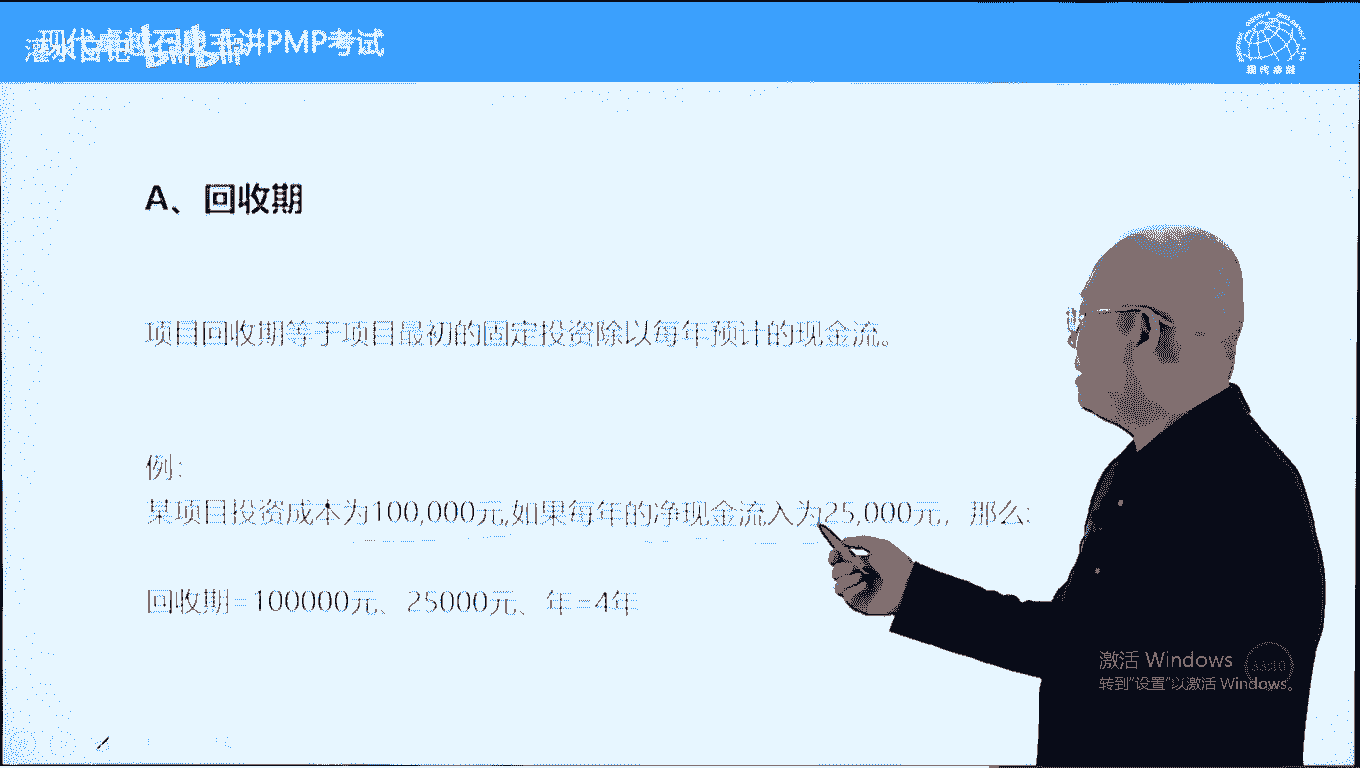 讲PMP考试
现代卓越
A、回收期
项目回收期等于项目最初的固定投资除以每年预计的现金流。
例:
某项目投资成本为100,000元,如果每年的净现金流入为25,000元，那么:
回收期=100000元、25000元、年=4年
激活 Windows
转到"设置"以激活 Windows。